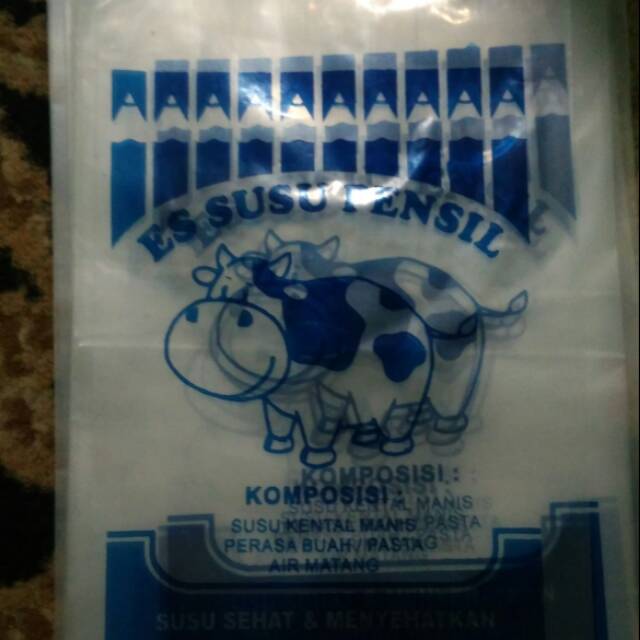 ES SUSU PENSIL
KOMPOSISI :
SUSU KENTAL MANIS
PERASA BUAH / PASTA
AIR MATANG
SUSU SEHAT & MENYEHATKAN